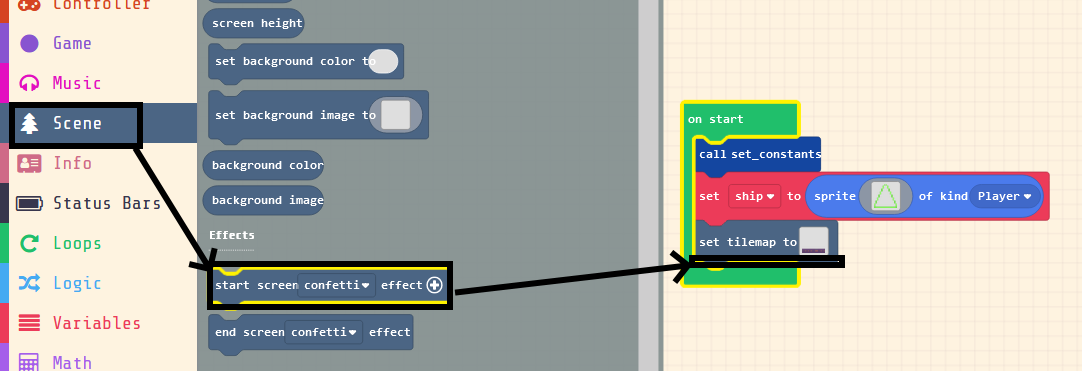 Controller
Game
Music
Scene
Info
Status Bars
Loops
Logic
Variables
Math
screen height
set background color to
set background image to
background color
background image
Effects
start screen confetti effect
end screen confetti effect
on start
call set_constants
set ship to sprite of kind Player
set tilemap to